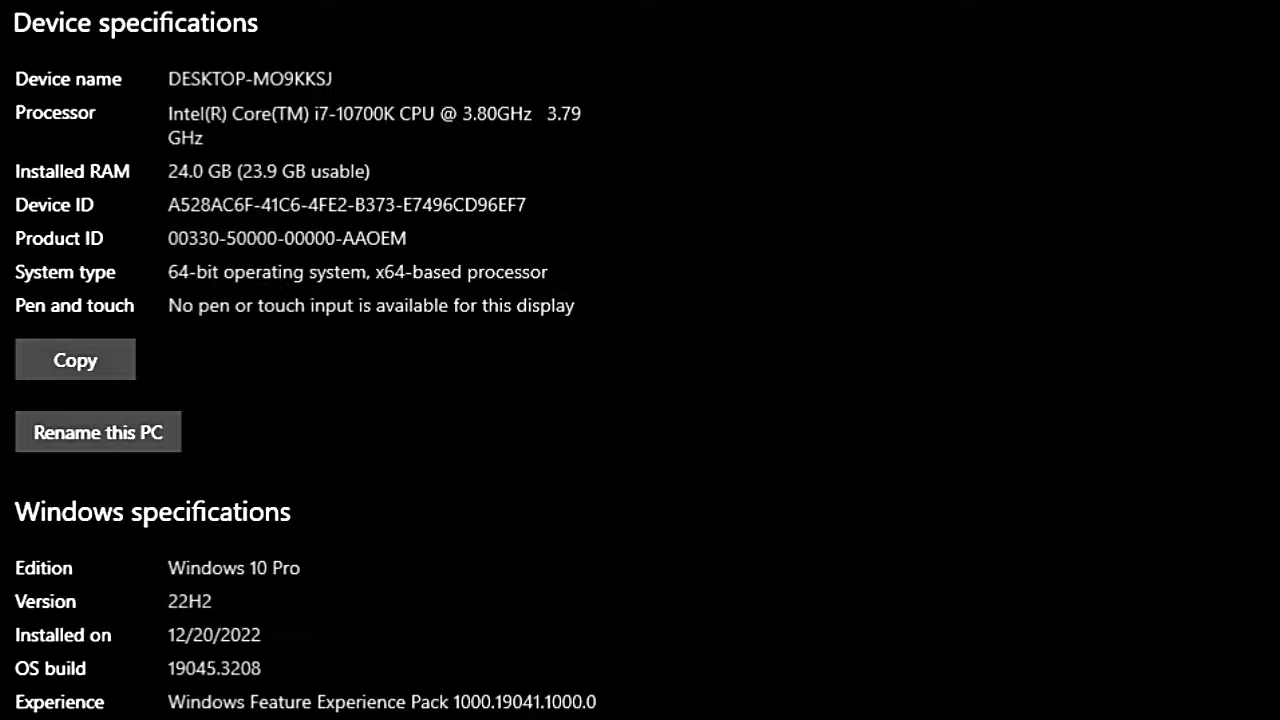 Device specifications
Device name DESKTOP-MO9KKSJ
Processor Intel(R) Core(TM) i7-10700K CPU @ 3.80GHz 3.79
GHz
Installed RAM 24.0 GB (23.9 GB usable)
Device ID A528AC6F-41C6-4FE2-B373-E7496CD96EF7
Product ID 00330-50000-00000-AAOEM
System type 64-bit operating system, x64-based processor
Pen and touch No pen or touch input is available for this display
Copy
Rename this PC
Windows specifications
Edition Windows 10 Pro
Version 22H2
Installed on 12/20/2022
OS build 19045.3208
Experience Windows Feature Experience Pack 1000.19041.1000.0